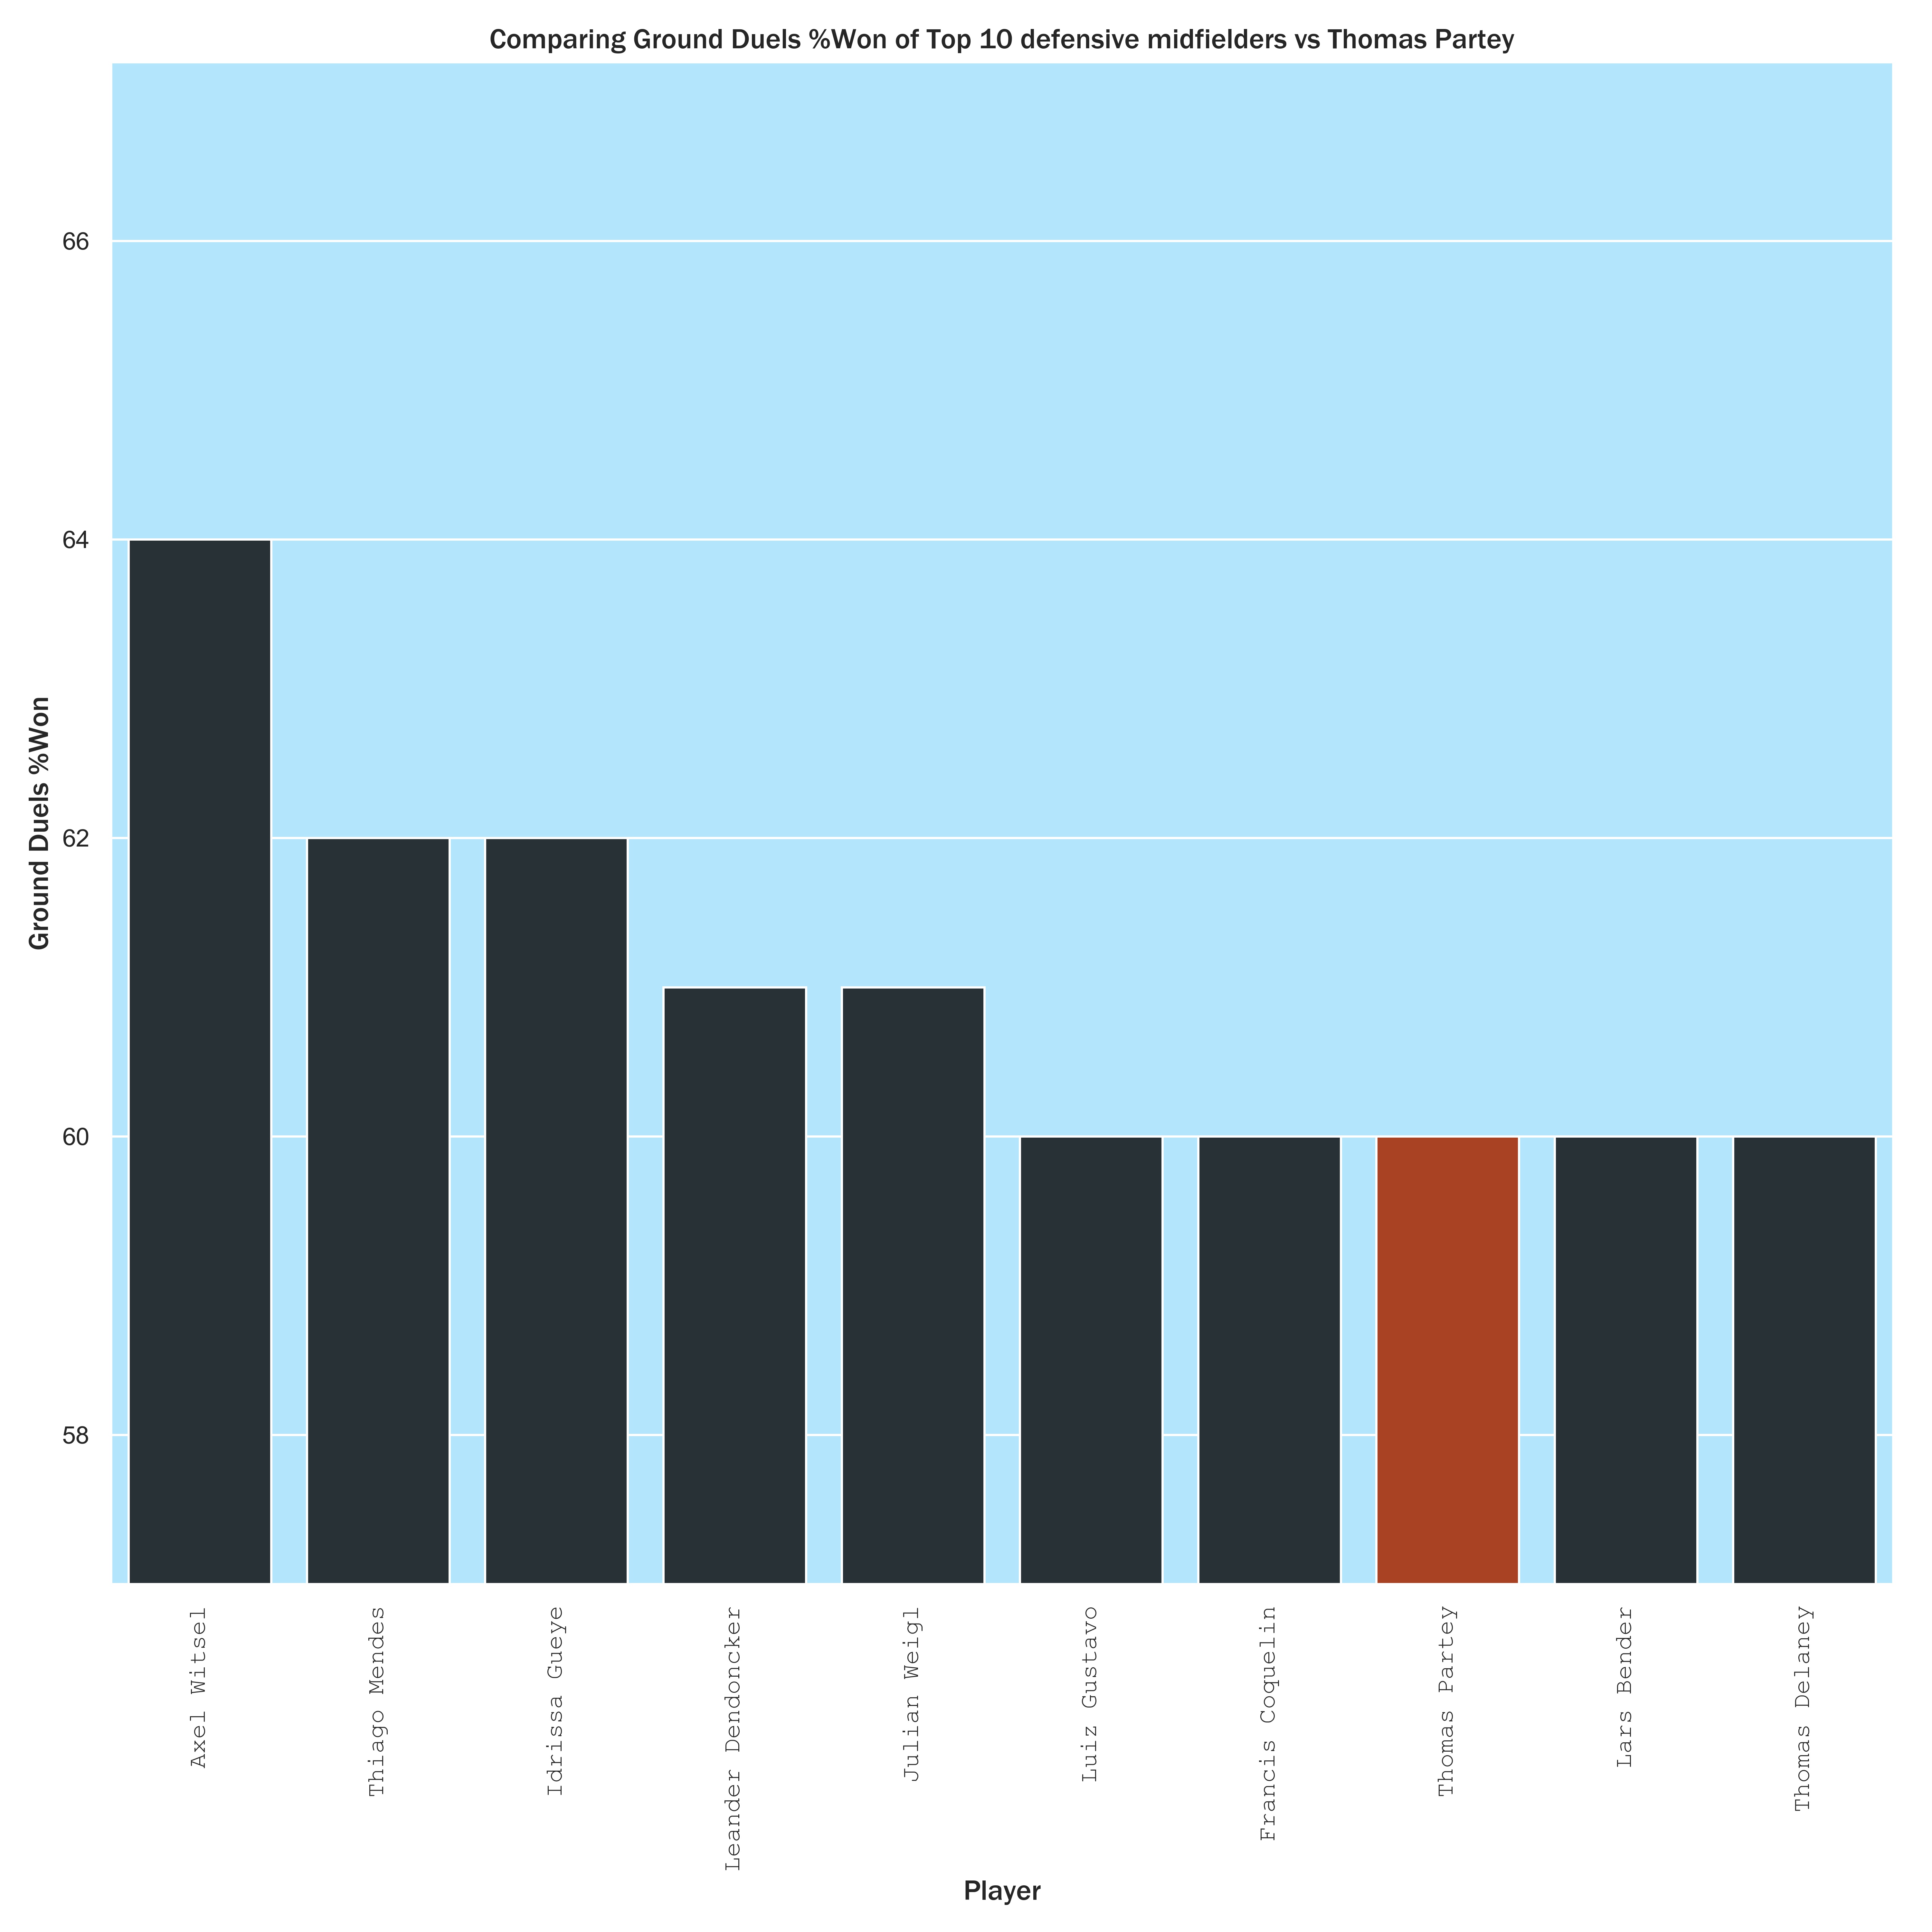 Comparing Ground Duels %Won of Top 10 defensive midfielders vs Thomas Partey
Ground Duels %Won
66
64
62
60
58
Axel Witsel
Thiago Mendes
Idrissa Gueye
Leander Dendoncker
Julian Weigl
Luiz Gustavo
Francis Coquelin
Thomas Partey
Lars Bender
Thomas Delaney
Player